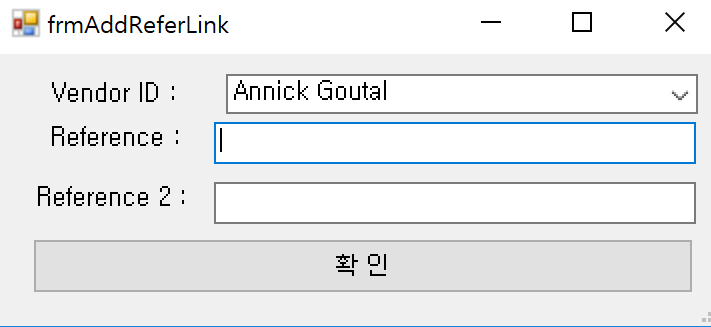 frmAddReferLink
Vendor ID : Annick Goutal
Reference :
Reference 2 :
확 인